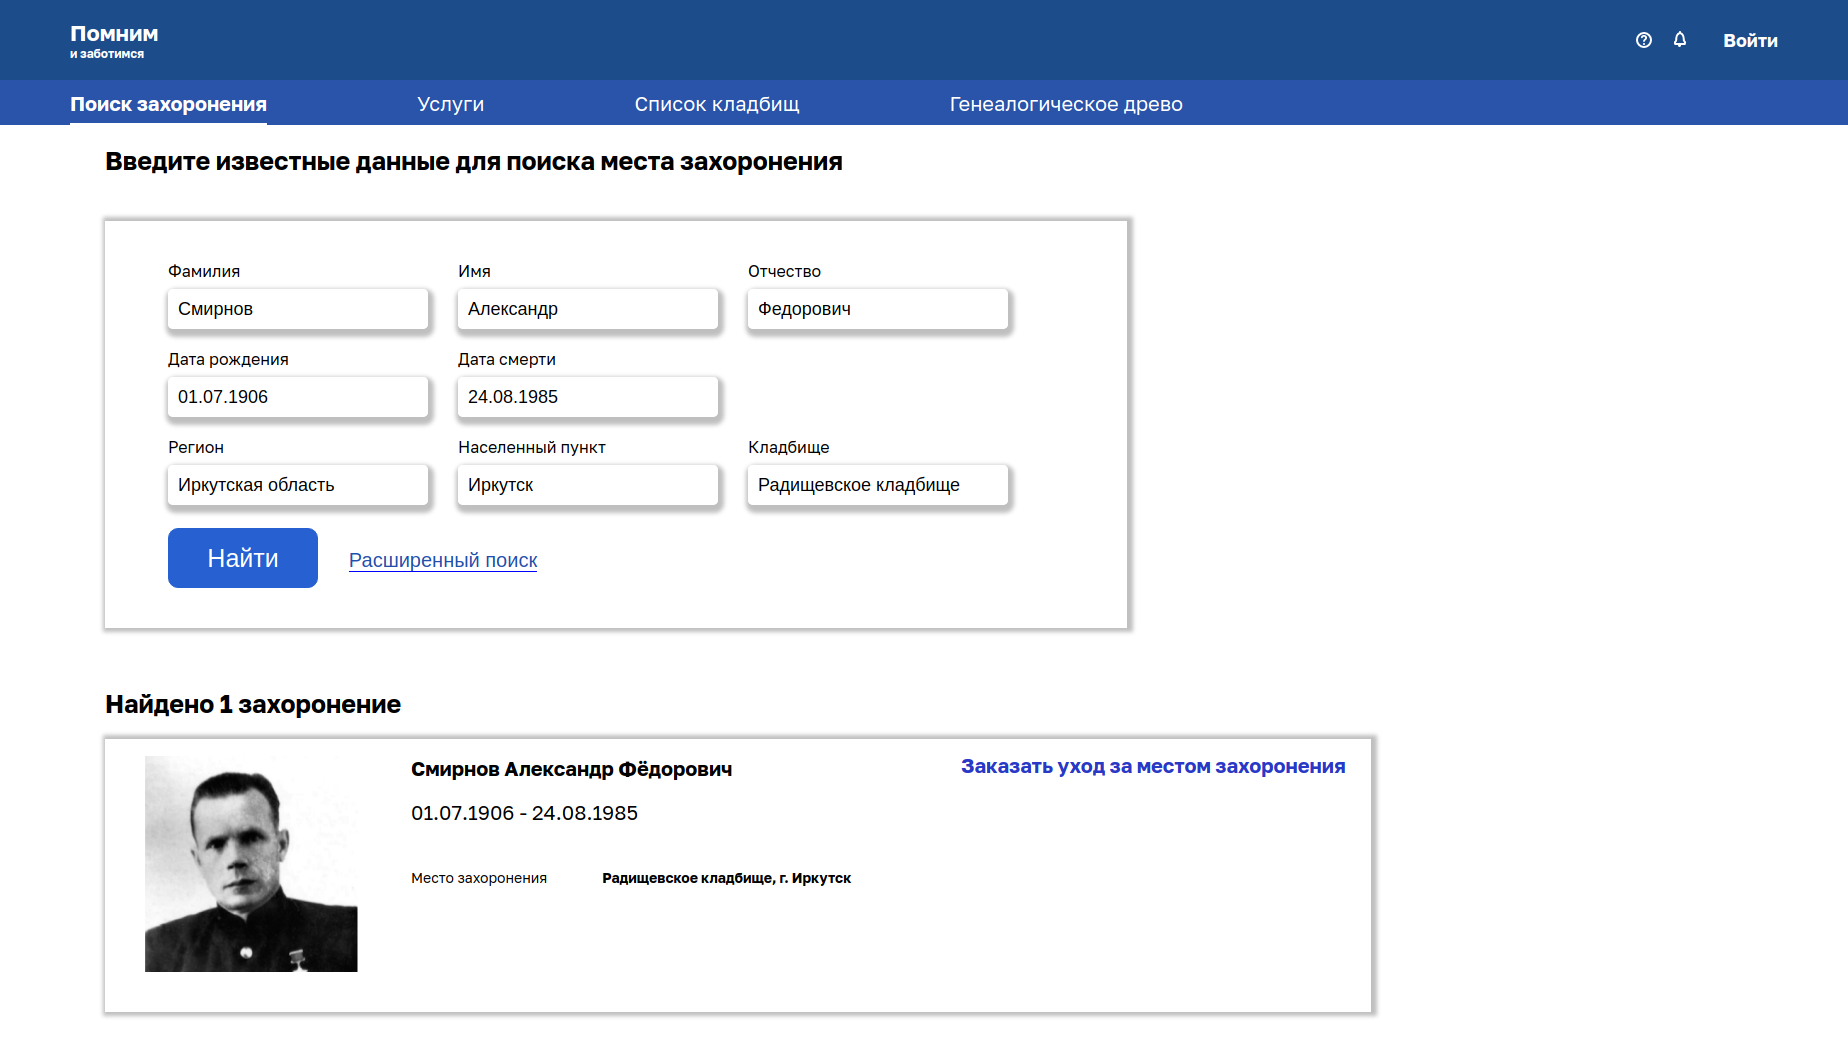 Помним
и заботимся
Войти
Поиск захоронения Услуги Список кладбищ Генеалогическое древо
Введите известные данные для поиска места захоронения
Фамилия Имя Отчество
Смирнов Александр Федорович
Дата рождения Дата смерти
01.07.1906 24.08.1985
Регион Населенный пункт Кладбище
Иркутская область Иркутск Радищевское кладбище
Найти Расширенный поиск
Найдено 1 захоронение
Смирнов Александр Фёдорович Заказать уход за местом захоронения
01.07.1906 - 24.08.1985
Место захоронения Радищевское кладбище, г. Иркутск